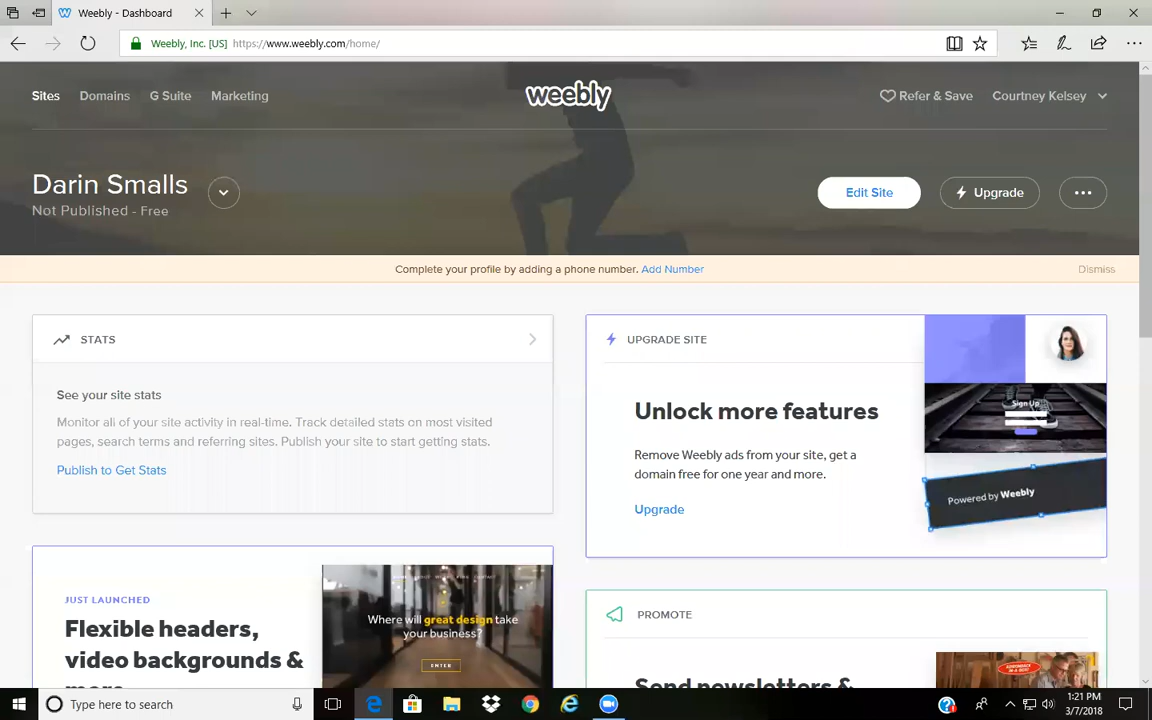 Weebly - Dashboard
Weebly, Inc. [US] https://www.weebly.com/home/
Sites Domains G Suite Marketing weebly Refer & Save Courtney Kelsey
Darin Smalls
Not Published - Free
Edit Site Upgrade
Complete your profile by adding a phone number. Add Number Dismiss
STATS
See your site stats
Monitor all of your site activity in real-time. Track detailed stats on most visited
pages, search terms and referring sites. Publish your site to start getting stats.
Publish to Get Stats
UPGRADE SITE
Unlock more features
Remove Weebly ads from your site, get a
domain free for one year and more.
Upgrade
Sign Up
Powered by Weebly
JUST LAUNCHED
Flexible headers,
video backgrounds &
Where will great design take
your business?
ENTER
PROMOTE
Send newsletters &
Type here to search
1:21 PM
3/7/2018